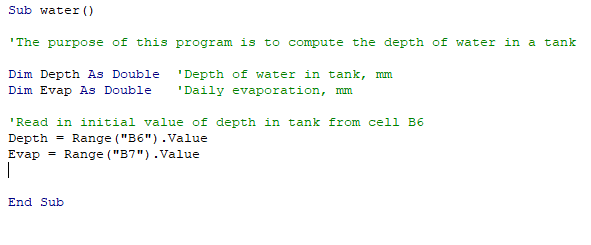 Sub water()
'The purpose of this program is to compute the depth of water in a tank
Dim Depth As Double  'Depth of water in tank, mm
Dim Evap As Double   'Daily evaporation, mm
'Read in initial value of depth in tank from cell B6
Depth = Range("B6").Value
Evap = Range("B7").Value
End Sub